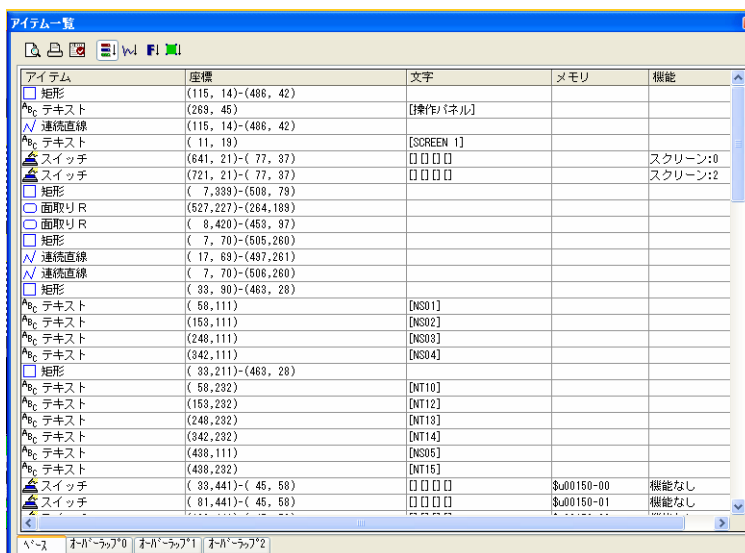 アイテム一覧
アイテム 座標 文字 メモリ 機能
矩形 (115, 14)-(486, 42)
テキスト (269, 45) [操作パネル]
連続直線 (115, 14)-(486, 42)
テキスト ( 11, 19) [SCREEN 1]
スイッチ (641, 21)-( 77, 37) [] [] [] [] スクリーン:0
スイッチ (721, 21)-( 77, 37) [] [] [] [] スクリーン:2
矩形 ( 7,339)-(508, 79)
面取りR (527,227)-(264,189)
面取りR ( 8,420)-(453, 97)
矩形 ( 7, 70)-(505,260)
連続直線 ( 17, 69)-(497,261)
連続直線 ( 7, 70)-(506,260)
矩形 ( 33, 90)-(463, 28)
テキスト ( 58,111) [NS01]
テキスト (153,111) [NS02]
テキスト (248,111) [NS03]
テキスト (342,111) [NS04]
矩形 ( 33,211)-(463, 28)
テキスト ( 58,232) [NT10]
テキスト (153,232) [NT12]
テキスト (248,232) [NT13]
テキスト (342,232) [NT14]
テキスト (438,111) [NS05]
テキスト (438,232) [NT15]
スイッチ ( 33,441)-( 45, 58) [] [] [] [] $u00150-00 機能なし
スイッチ ( 81,441)-( 45, 58) [] [] [] [] $u00150-01 機能なし
ベース オーバーラップ0 オーバーラップ1 オーバーラップ2